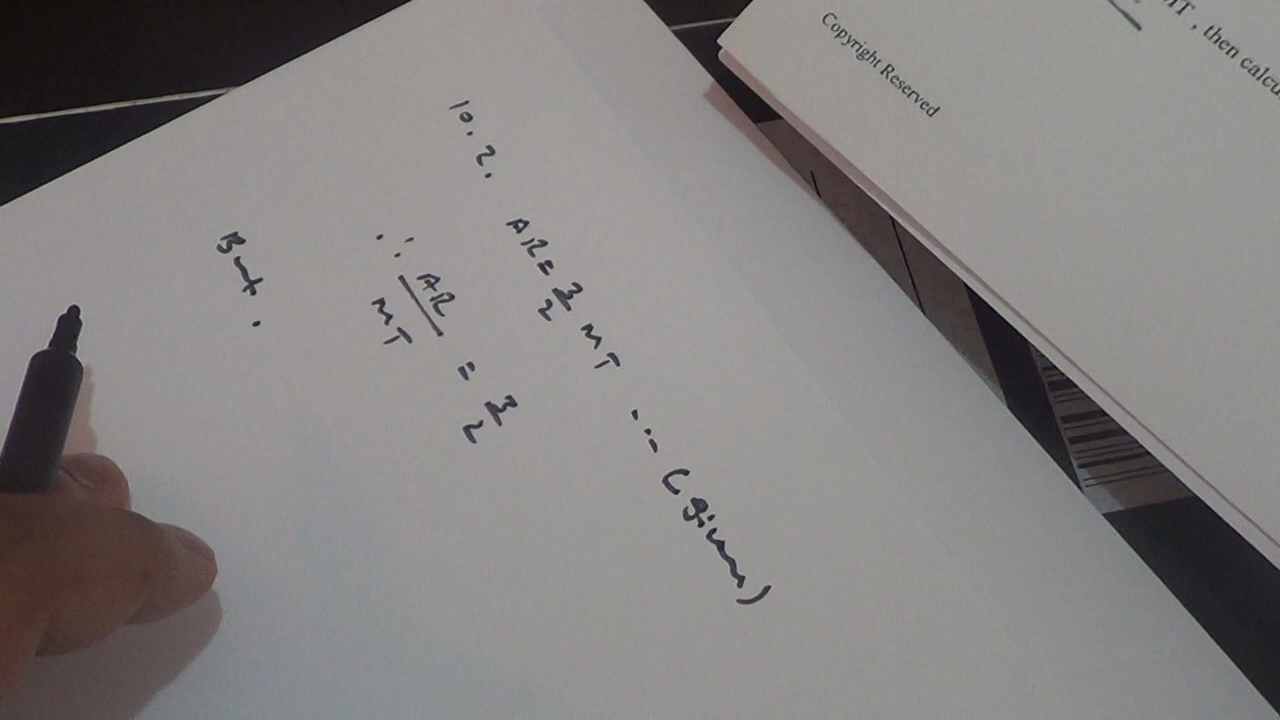 10.2. AR = 3/2 MT ... (given)
∴ AR/MT = 3/2
But.
MT, then calcu
Copyright Reserved